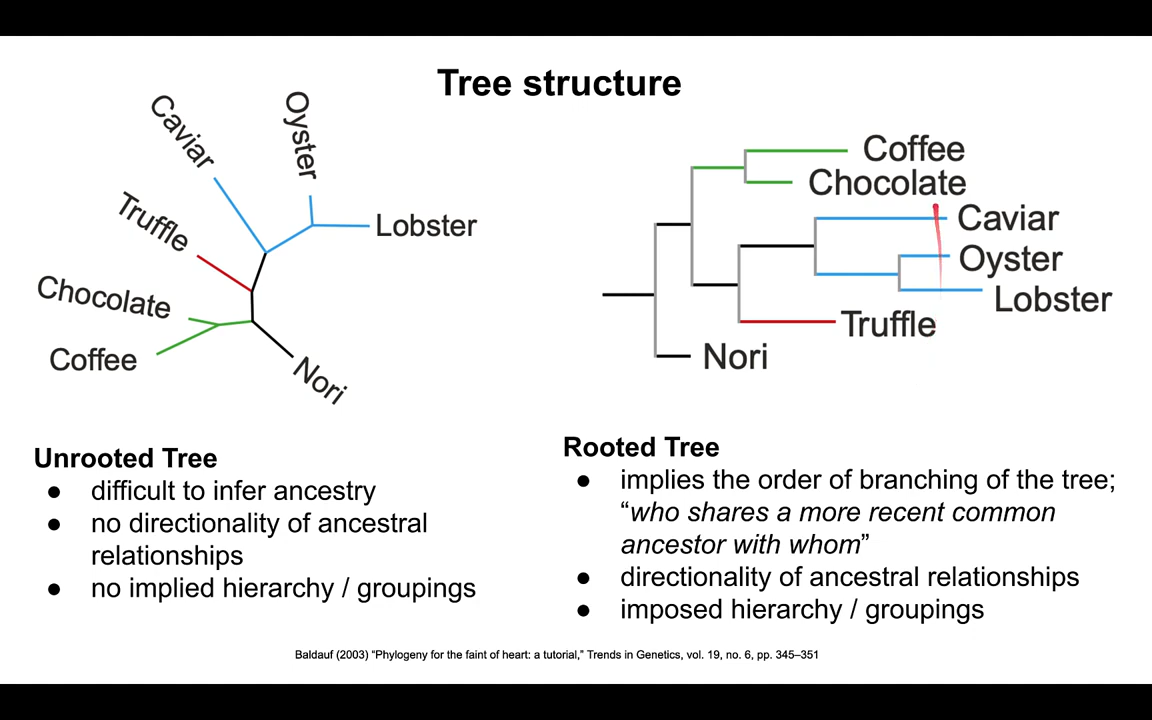 Tree structure
Caviar
Oyster
Truffle
Lobster
Chocolate
Coffee
Nori
Coffee
Chocolate
Caviar
Oyster
Lobster
Truffle
Nori
Unrooted Tree
● difficult to infer ancestry
● no directionality of ancestral
relationships
● no implied hierarchy / groupings
Rooted Tree
● implies the order of branching of the tree;
“who shares a more recent common
ancestor with whom”
● directionality of ancestral relationships
● imposed hierarchy / groupings
Baldauf (2003) “Phylogeny for the faint of heart: a tutorial,” Trends in Genetics, vol. 19, no. 6, pp. 345–351